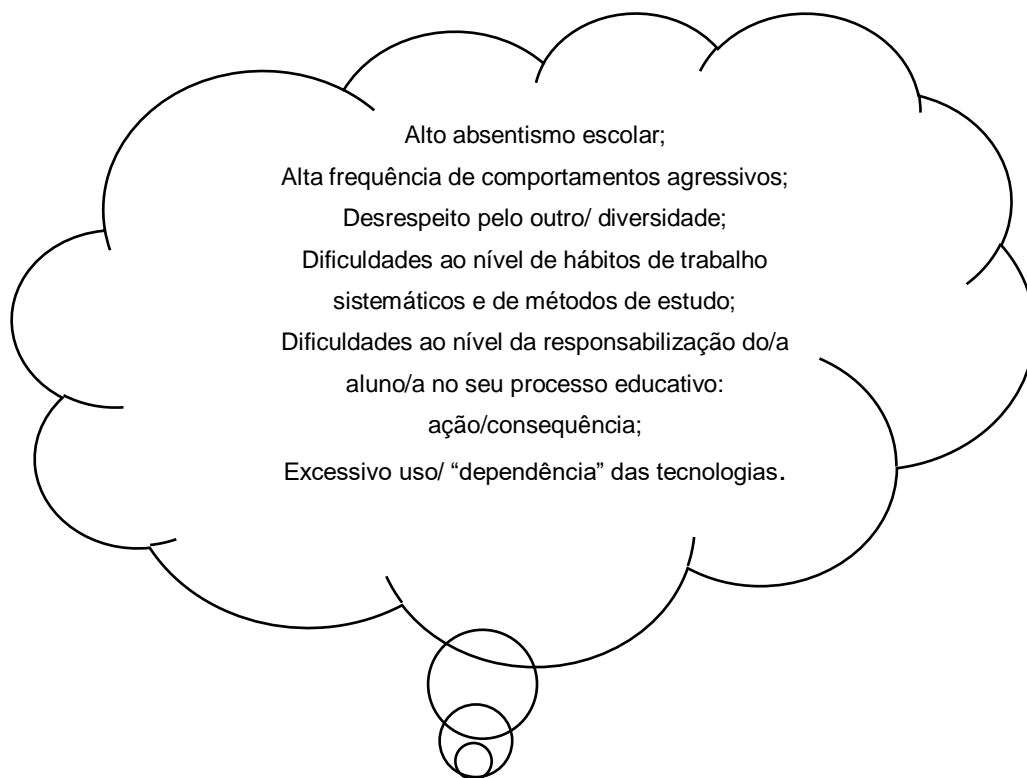 Alto absentismo escolar;
Alta frequência de comportamentos agressivos;
Desrespeito pelo outro/ diversidade;
Dificuldades ao nível de hábitos de trabalho
sistemáticos e de métodos de estudo;
Dificuldades ao nível da responsabilização do/a
aluno/a no seu processo educativo:
ação/consequência;
Excessivo uso/ “dependência” das tecnologias.